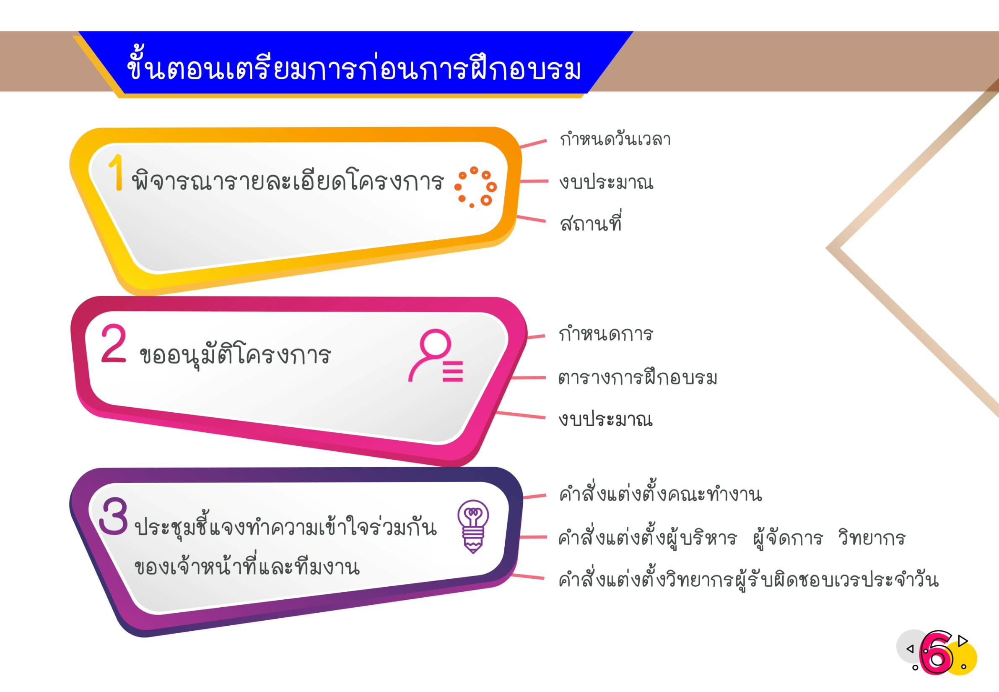 ขั้นตอนเตรียมการก่อนการฝึกอบรม
1 พิจารณารายละเอียดโครงการ
กำหนดวันเวลา
งบประมาณ
สถานที่
2 ขออนุมัติโครงการ
กำหนดการ
ตารางการฝึกอบรม
งบประมาณ
3 ประชุมชี้แจงทำความเข้าใจร่วมกัน
ของเจ้าหน้าที่และทีมงาน
คำสั่งแต่งตั้งคณะทำงาน
คำสั่งแต่งตั้งผู้บริหาร ผู้จัดการ วิทยากร
คำสั่งแต่งตั้งวิทยากรผู้รับผิดชอบเวรประจำวัน
6